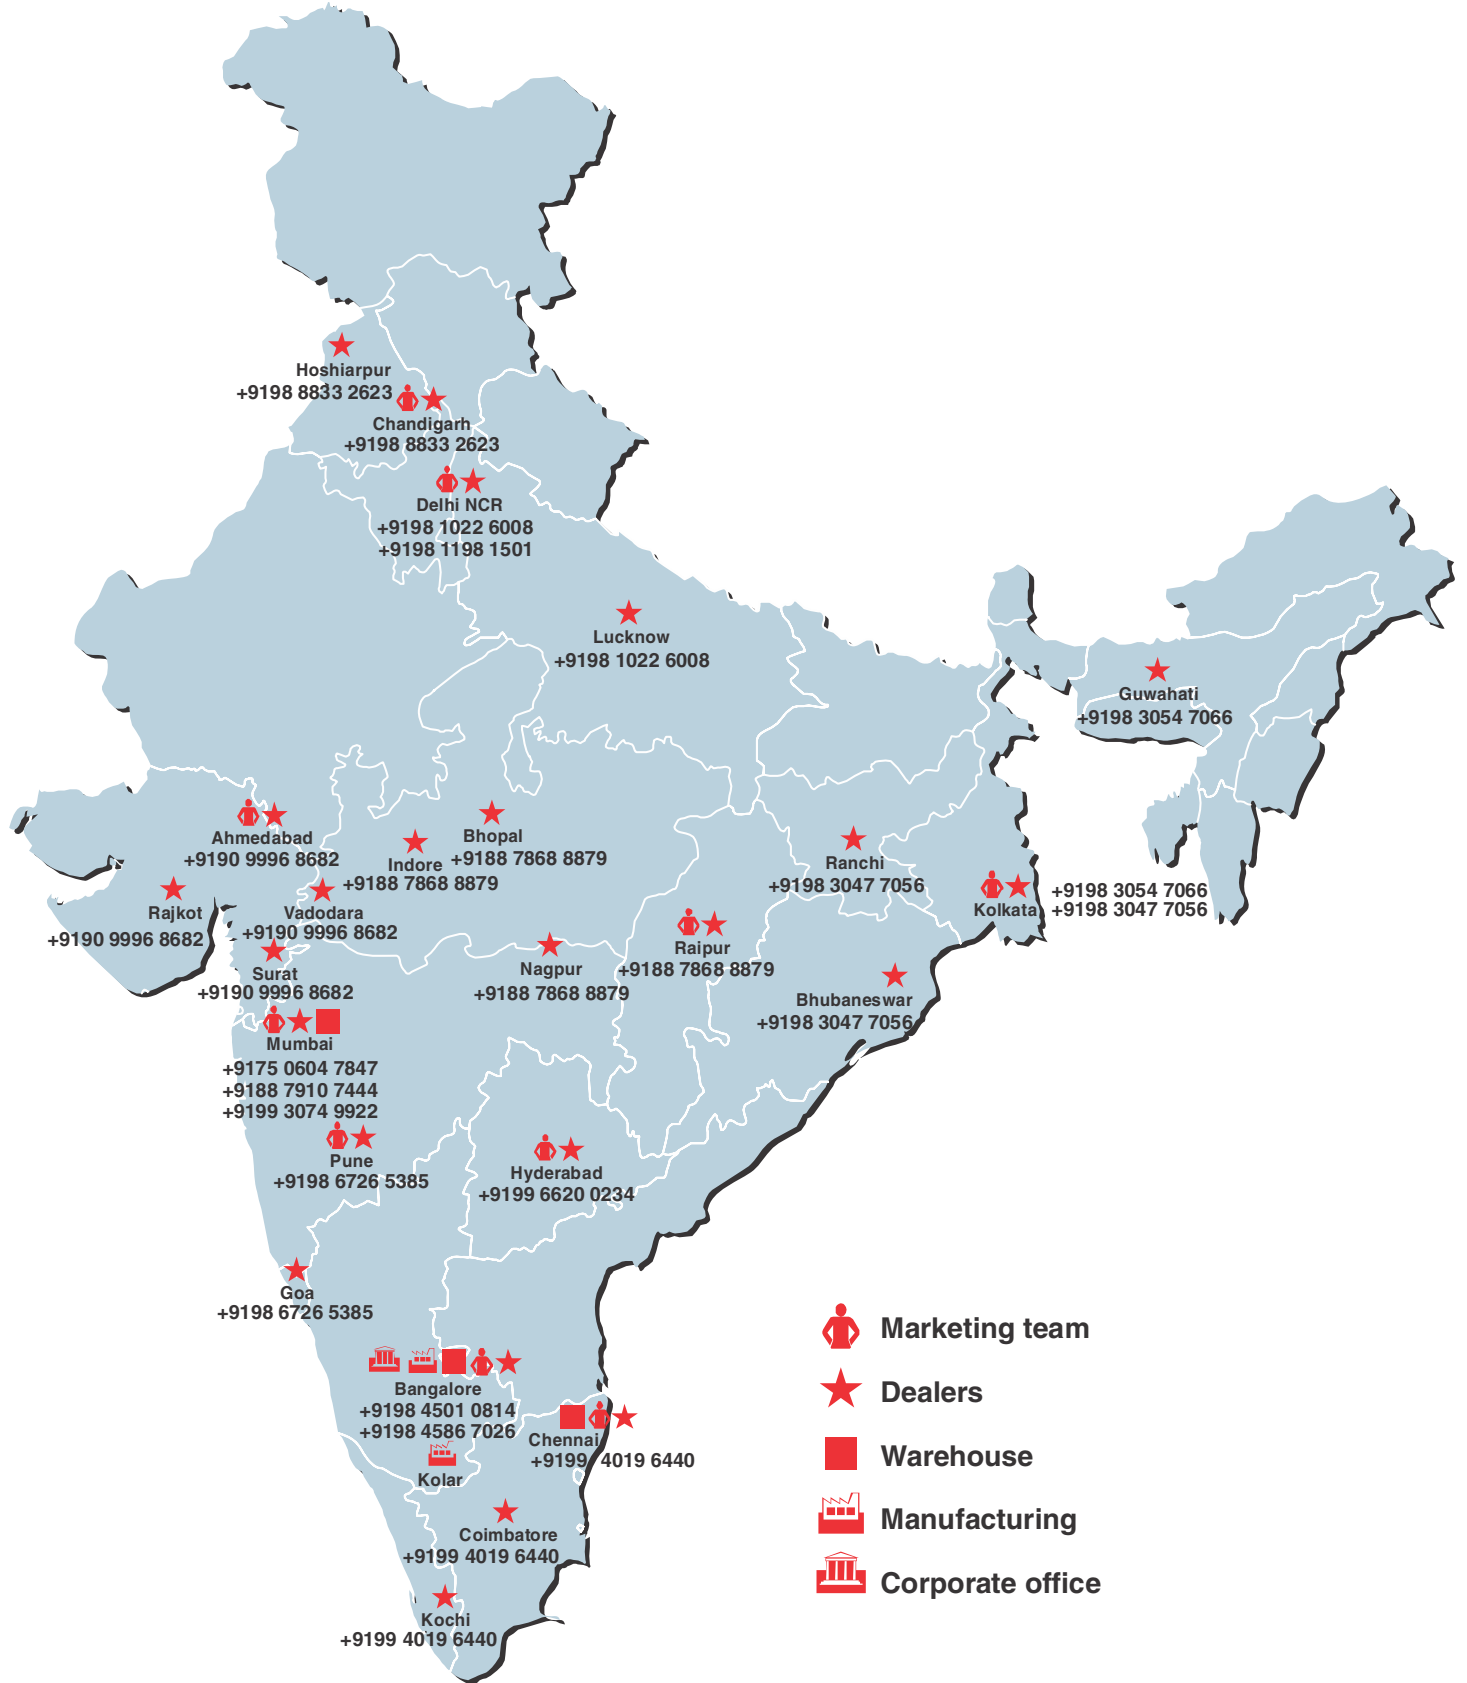 Hoshiarpur
+9198 8833 2623
Chandigarh
+9198 8833 2623
Delhi NCR
+9198 1022 6008
+9198 1198 1501
Lucknow
+9198 1022 6008
Guwahati
+9198 3054 7066
Ahmedabad
+9190 9996 8682
Bhopal
+9188 7868 8879
Indore
+9188 7868 8879
Ranchi
+9198 3047 7056
Kolkata
+9198 3054 7066
+9198 3047 7056
Rajkot
+9190 9996 8682
Vadodara
+9190 9996 8682
Surat
+9190 9996 8682
Nagpur
+9188 7868 8879
Raipur
+9188 7868 8879
Bhubaneswar
+9198 3047 7056
Mumbai
+9175 0604 7847
+9188 7910 7444
+9199 3074 9922
Pune
+9198 6726 5385
Hyderabad
+9199 6620 0234
Goa
+9198 6726 5385
Bangalore
+9198 4501 0814
+9198 4586 7026
Chennai
+9199 4019 6440
Kolar
Coimbatore
+9199 4019 6440
Kochi
+9199 4019 6440
Marketing team
Dealers
Warehouse
Manufacturing
Corporate office